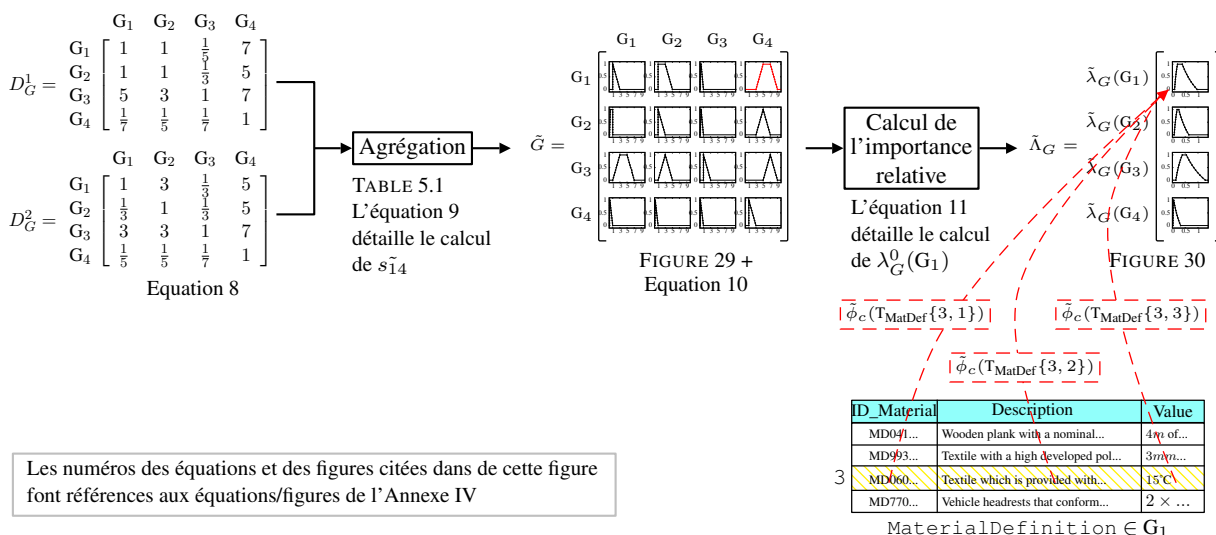 G1 G2 G3 G4
G1 1 1 1/5 7
G2 1 1 1/3 5
G3 5 3 1 7
G4 1/7 1/5 1/7 1
D¹G =
G1 G2 G3 G4
G1 1 3 1/3 5
G2 1/3 1 1/3 5
G3 3 3 1 7
G4 1/5 1/5 1/7 1
D²G =
Equation 8
Agrégation
TABLE 5.1
L'équation 9
détaille le calcul
de s̃14
G̃ =
G1 G2 G3 G4
G1
G2
G3
G4
FIGURE 29 +
Equation 10
Calcul de
l'importance
relative
L'équation 11
détaille le calcul
de λ⁰G(G1)
Λ̃G =
λ̃G(G1)
λ̃G(G2)
λ̃G(G3)
λ̃G(G4)
FIGURE 30
φ̃c(TMatDef{3, 1})
φ̃c(TMatDef{3, 2})
φ̃c(TMatDef{3, 3})
ID_Material Description Value
MD041... Wooden plank with a nominal... 4m of...
MD993... Textile with a high developed pol... 3mm...
3 MD060... Textile which is provided with... 15°C
MD770... Vehicle headrests that conform... 2 × ...
MaterialDefinition ∈ G1
Les numéros des équations et des figures citées dans de cette figure
font références aux équations/figures de l'Annexe IV